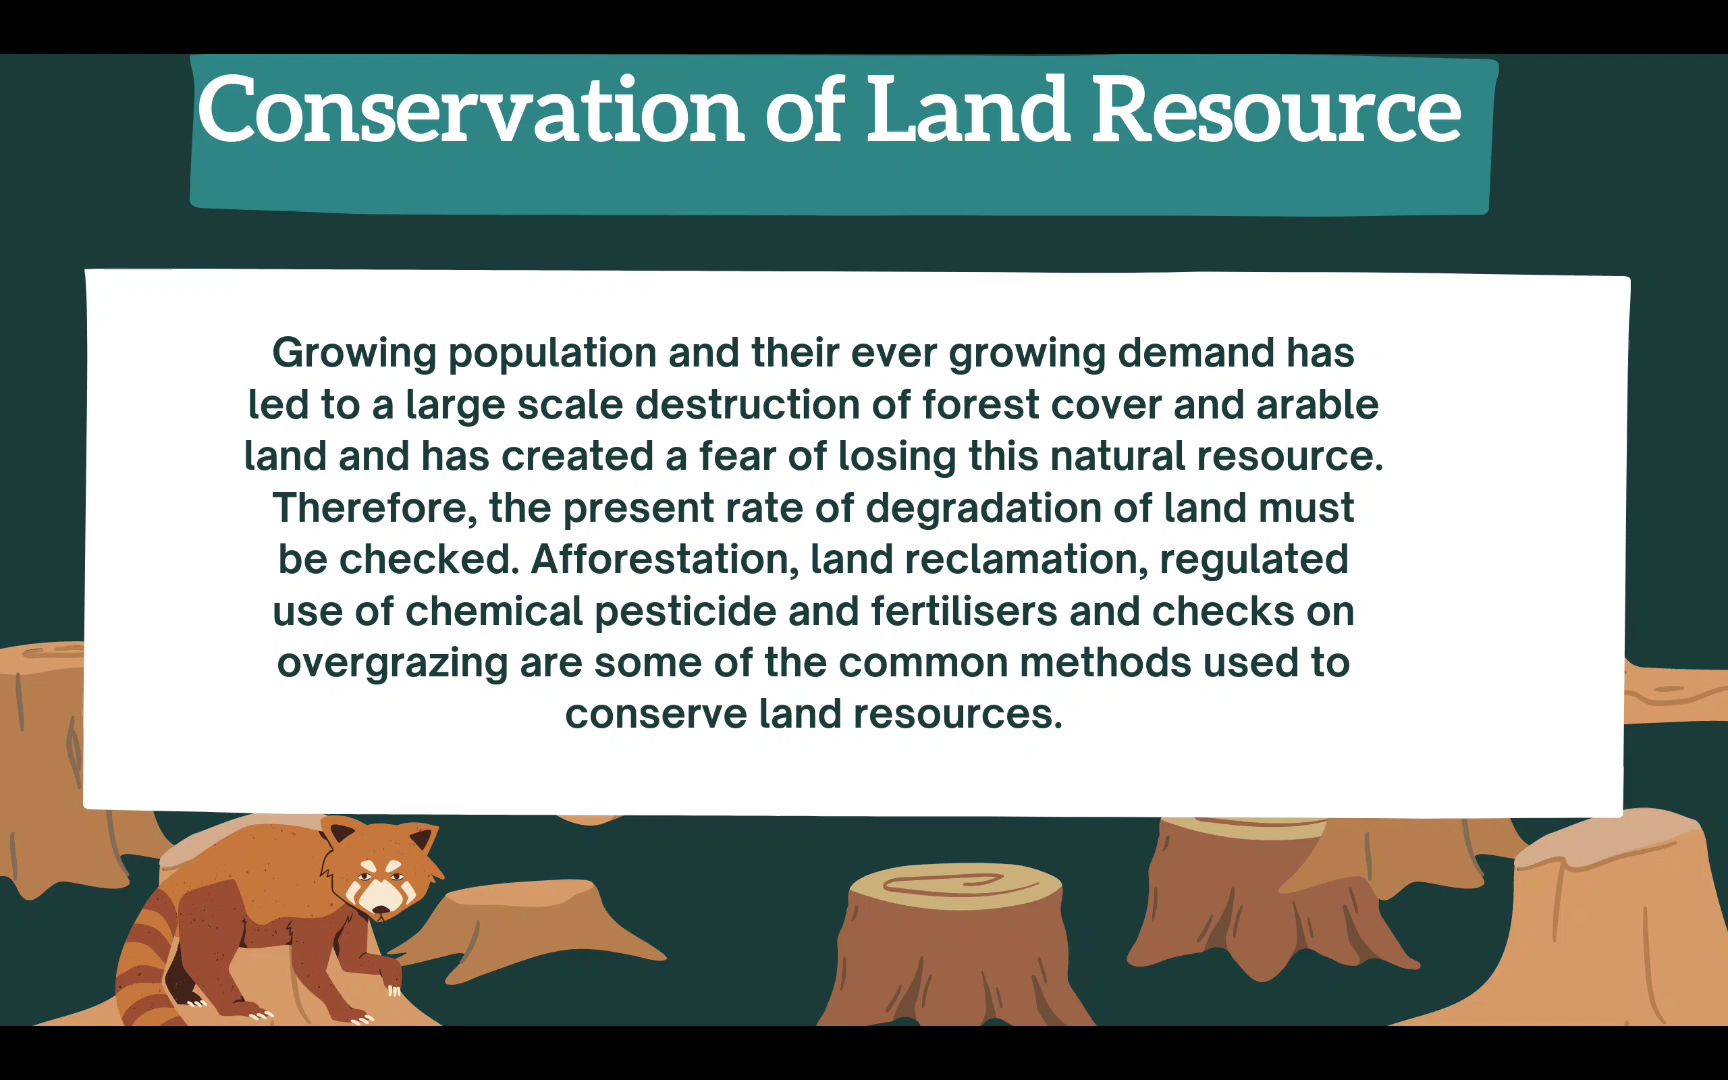 Conservation of Land Resource
Growing population and their ever growing demand has
led to a large scale destruction of forest cover and arable
land and has created a fear of losing this natural resource.
Therefore, the present rate of degradation of land must
be checked. Afforestation, land reclamation, regulated
use of chemical pesticide and fertilisers and checks on
overgrazing are some of the common methods used to
conserve land resources.